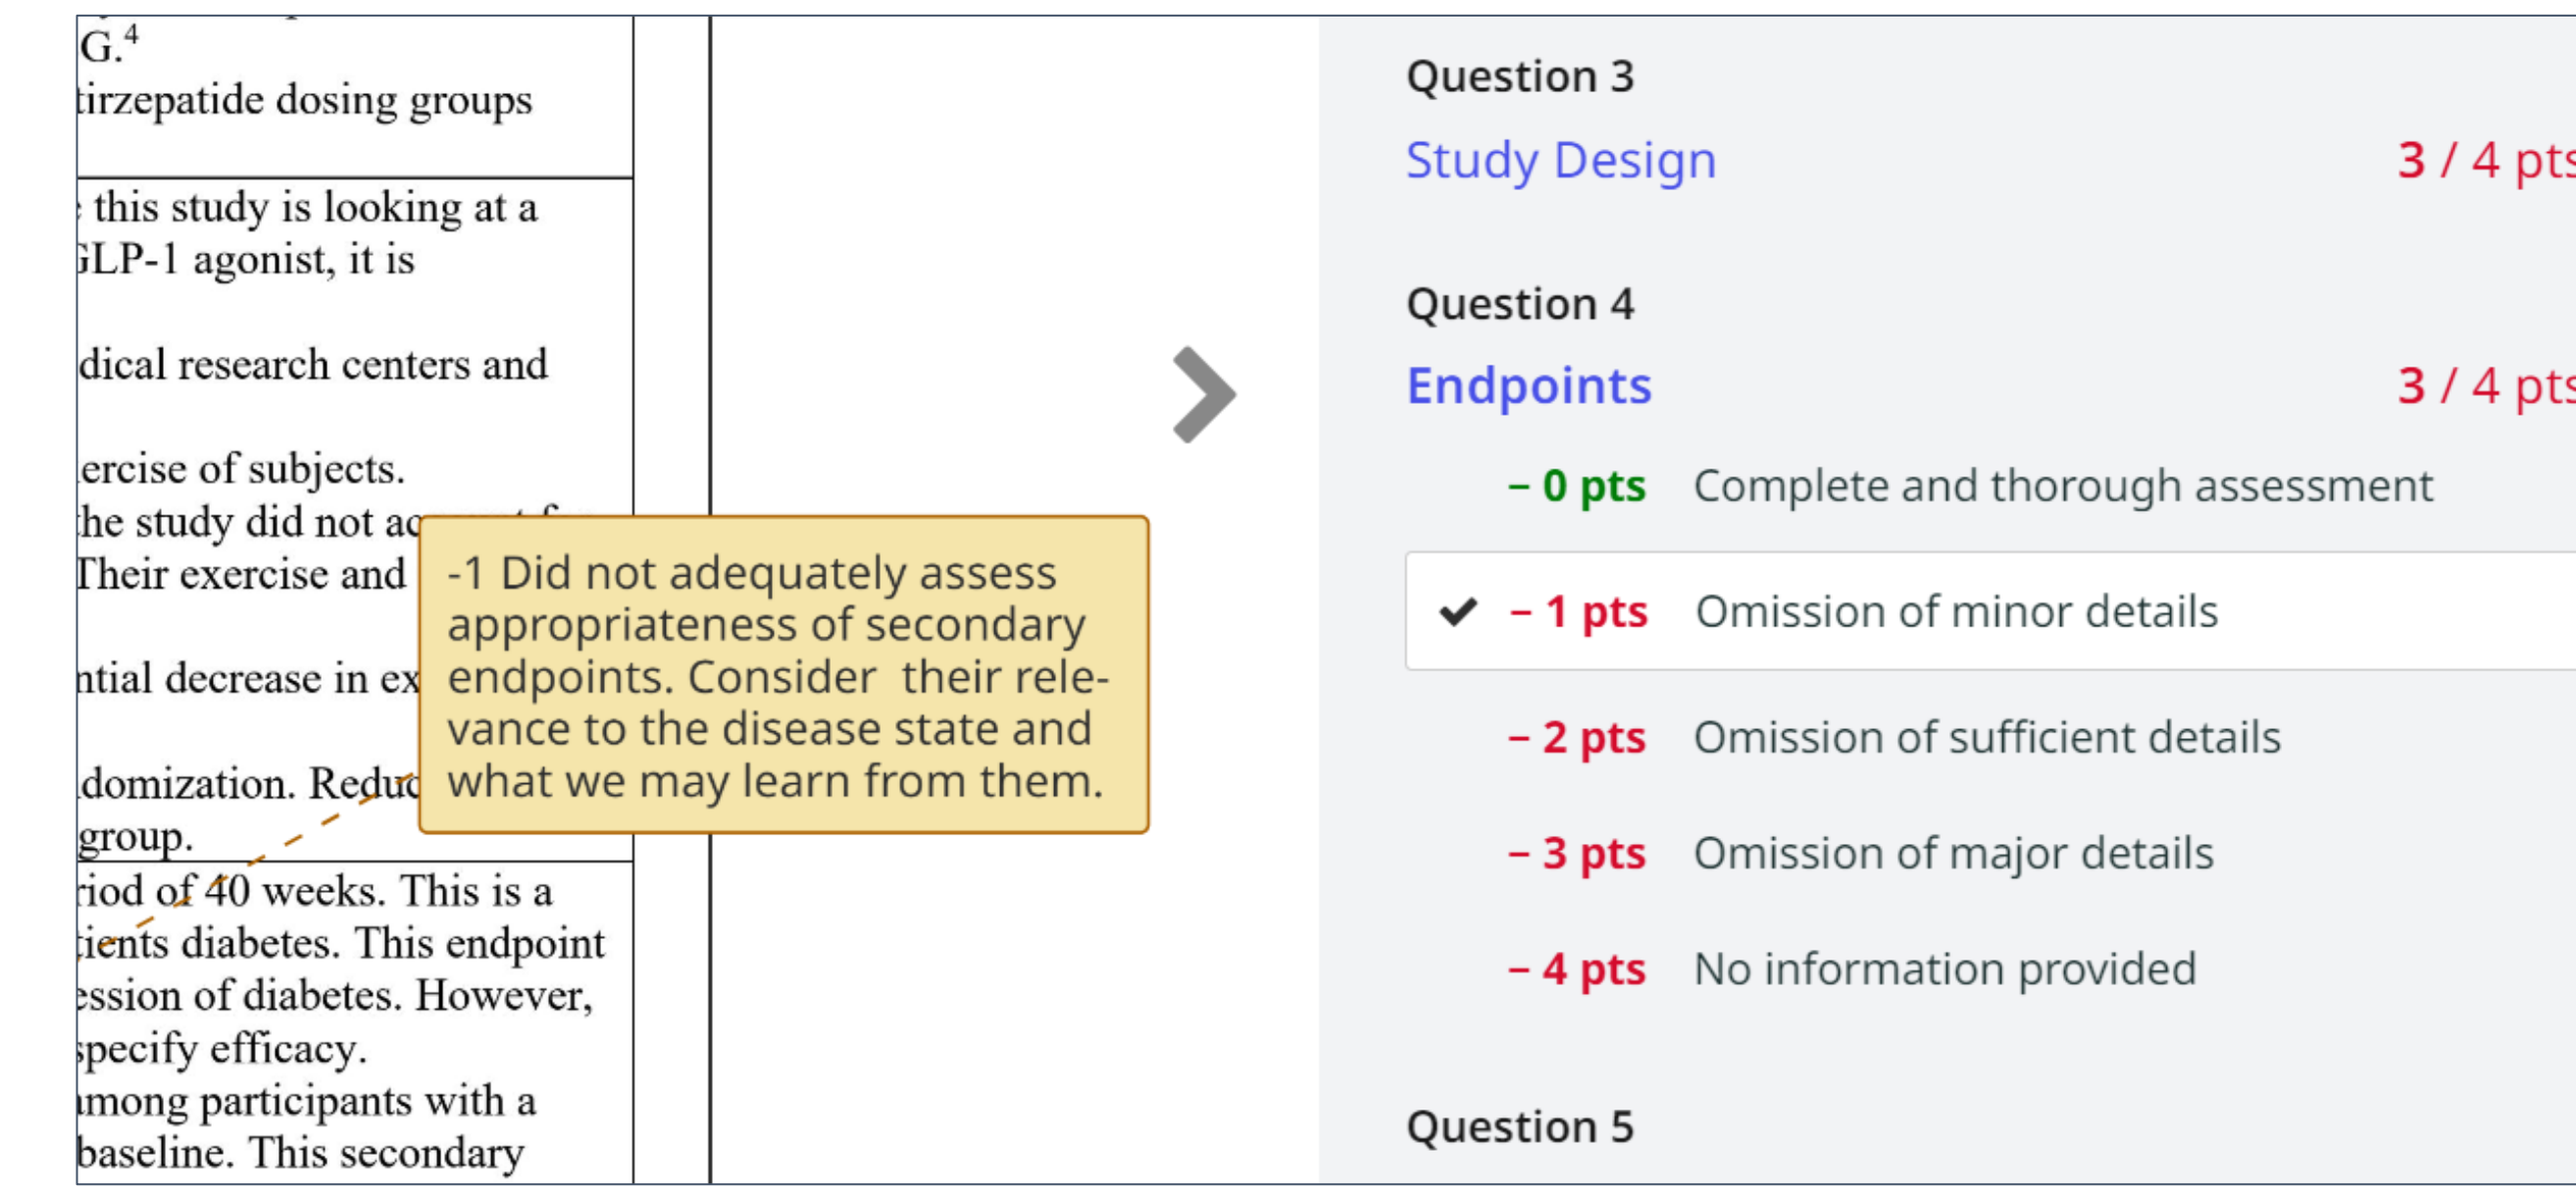 G.⁴
tirzepatide dosing groups
this study is looking at a
GLP-1 agonist, it is
dical research centers and
ercise of subjects.
the study did not
Their exercise and
ntial decrease in ex
domization. Reduc
group.
riod of 40 weeks. This is a
tients diabetes. This endpoint
ession of diabetes. However,
specify efficacy.
among participants with a
baseline. This secondary
-1 Did not adequately assess
appropriateness of secondary
endpoints. Consider  their rele-
vance to the disease state and
what we may learn from them.
Question 3
Study Design
3 / 4 pts
Question 4
Endpoints
3 / 4 pts
– 0 pts Complete and thorough assessment
– 1 pts Omission of minor details
– 2 pts Omission of sufficient details
– 3 pts Omission of major details
– 4 pts No information provided
Question 5